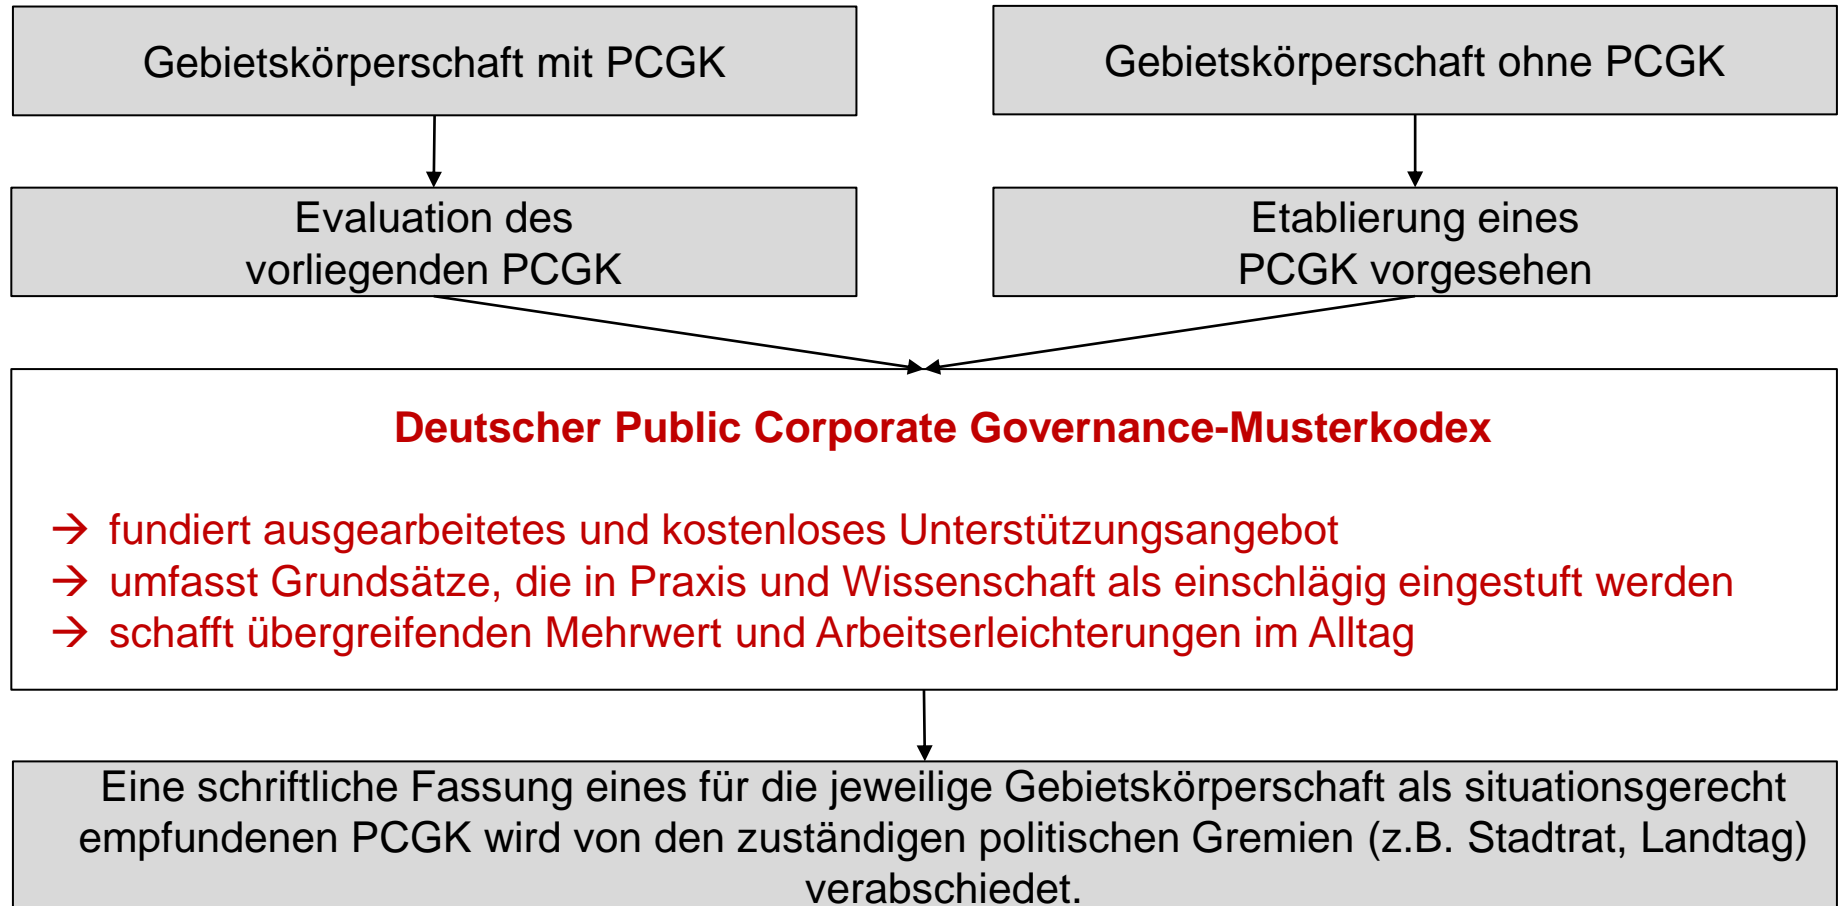 Gebietskörperschaft mit PCGK
Gebietskörperschaft ohne PCGK
Evaluation des
vorliegenden PCGK
Etablierung eines
PCGK vorgesehen
Deutscher Public Corporate Governance-Musterkodex
→ fundiert ausgearbeitetes und kostenloses Unterstützungsangebot
→ umfasst Grundsätze, die in Praxis und Wissenschaft als einschlägig eingestuft werden
→ schafft übergreifenden Mehrwert und Arbeitserleichterungen im Alltag
Eine schriftliche Fassung eines für die jeweilige Gebietskörperschaft als situationsgerecht
empfundenen PCGK wird von den zuständigen politischen Gremien (z.B. Stadtrat, Landtag)
verabschiedet.